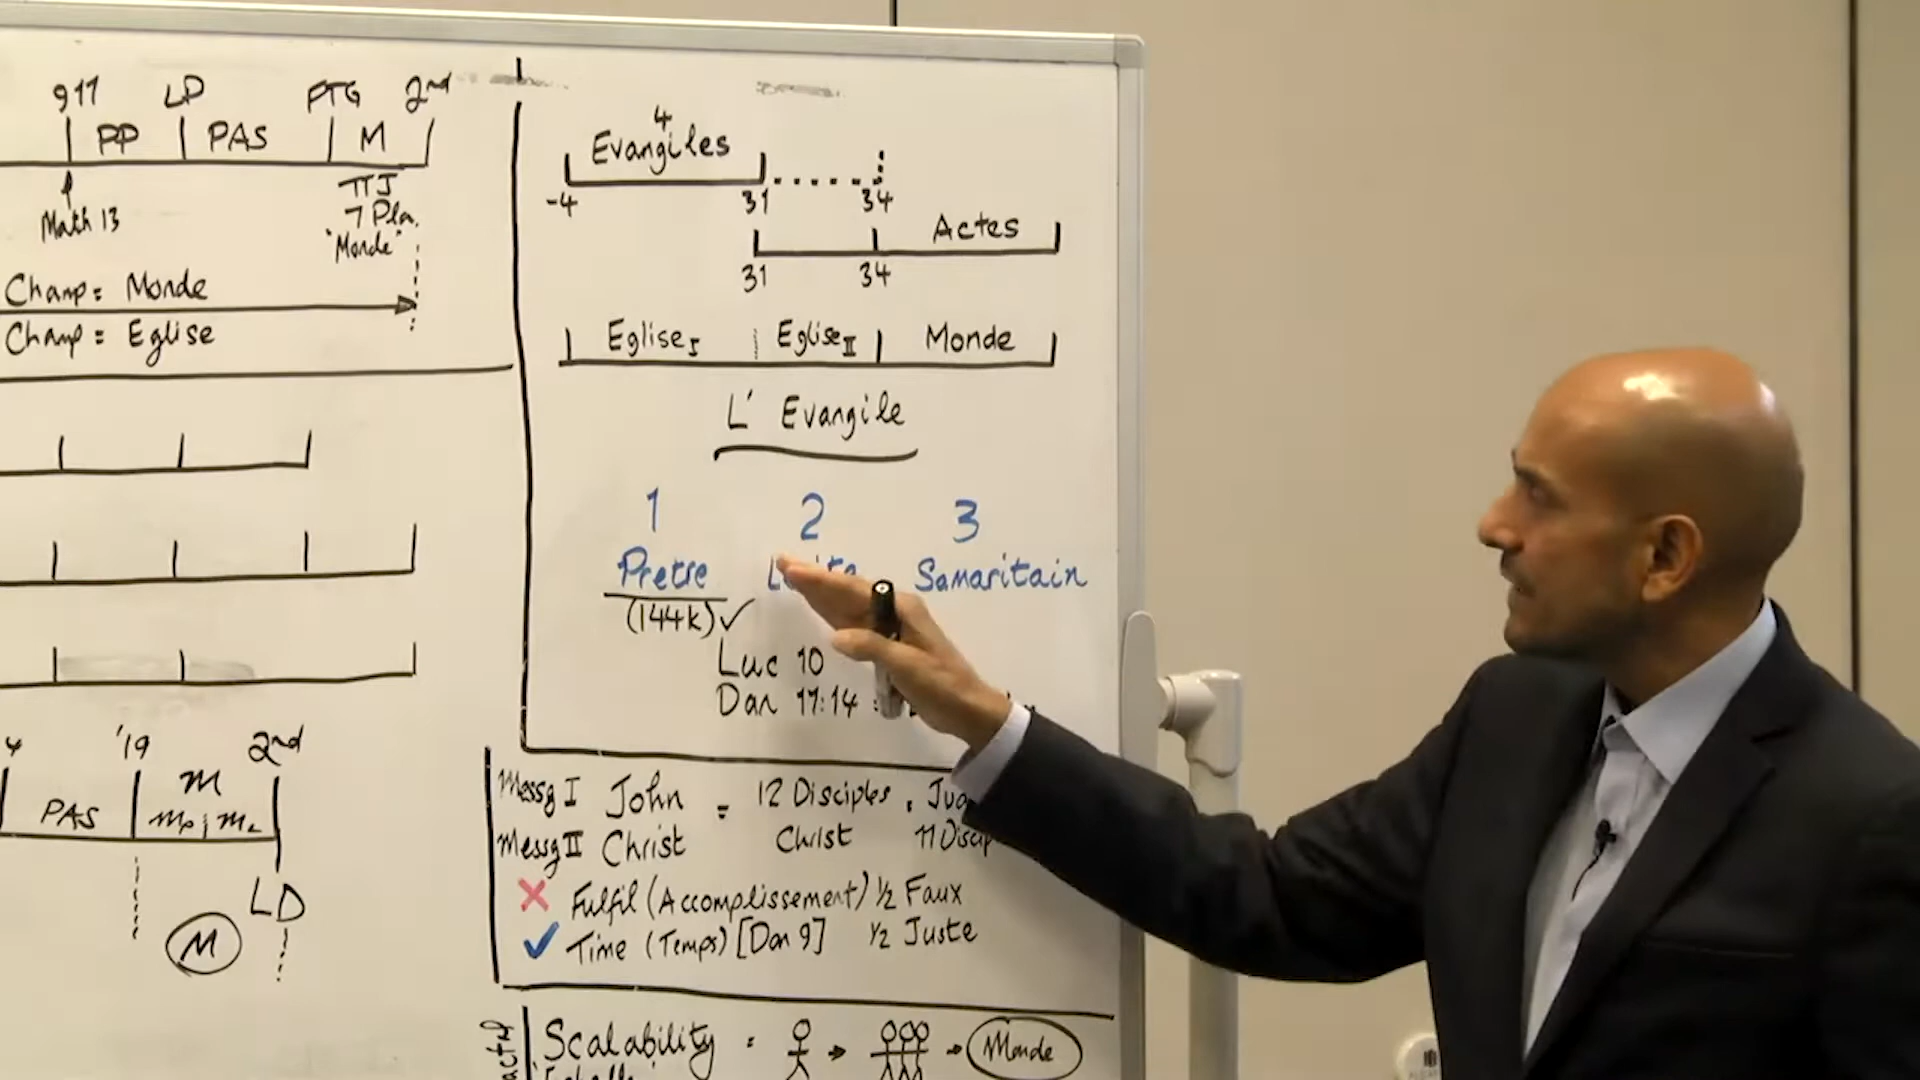 911 LD PTG 2nd
PP PAS M
Math 13
TTJ
7 Pla.
"Monde"
Champ: Monde
Champ = Eglise
'19 2nd
PAS M
LD
M
4
Evangiles
-4 31 34
Actes
31 34
Eglise I Eglise II Monde
L' Evangile
1 2 3
Pretre Samaritain
(144k) ✓
Luc 10
Dan 11:14
Messg I John = 12 Disciples
Messg II Christ Christ 11
Fulfil (Accomplissement) 1/2 Faux
Time (Temps) [Dan 9] 1/2 Juste
Scalability : Monde